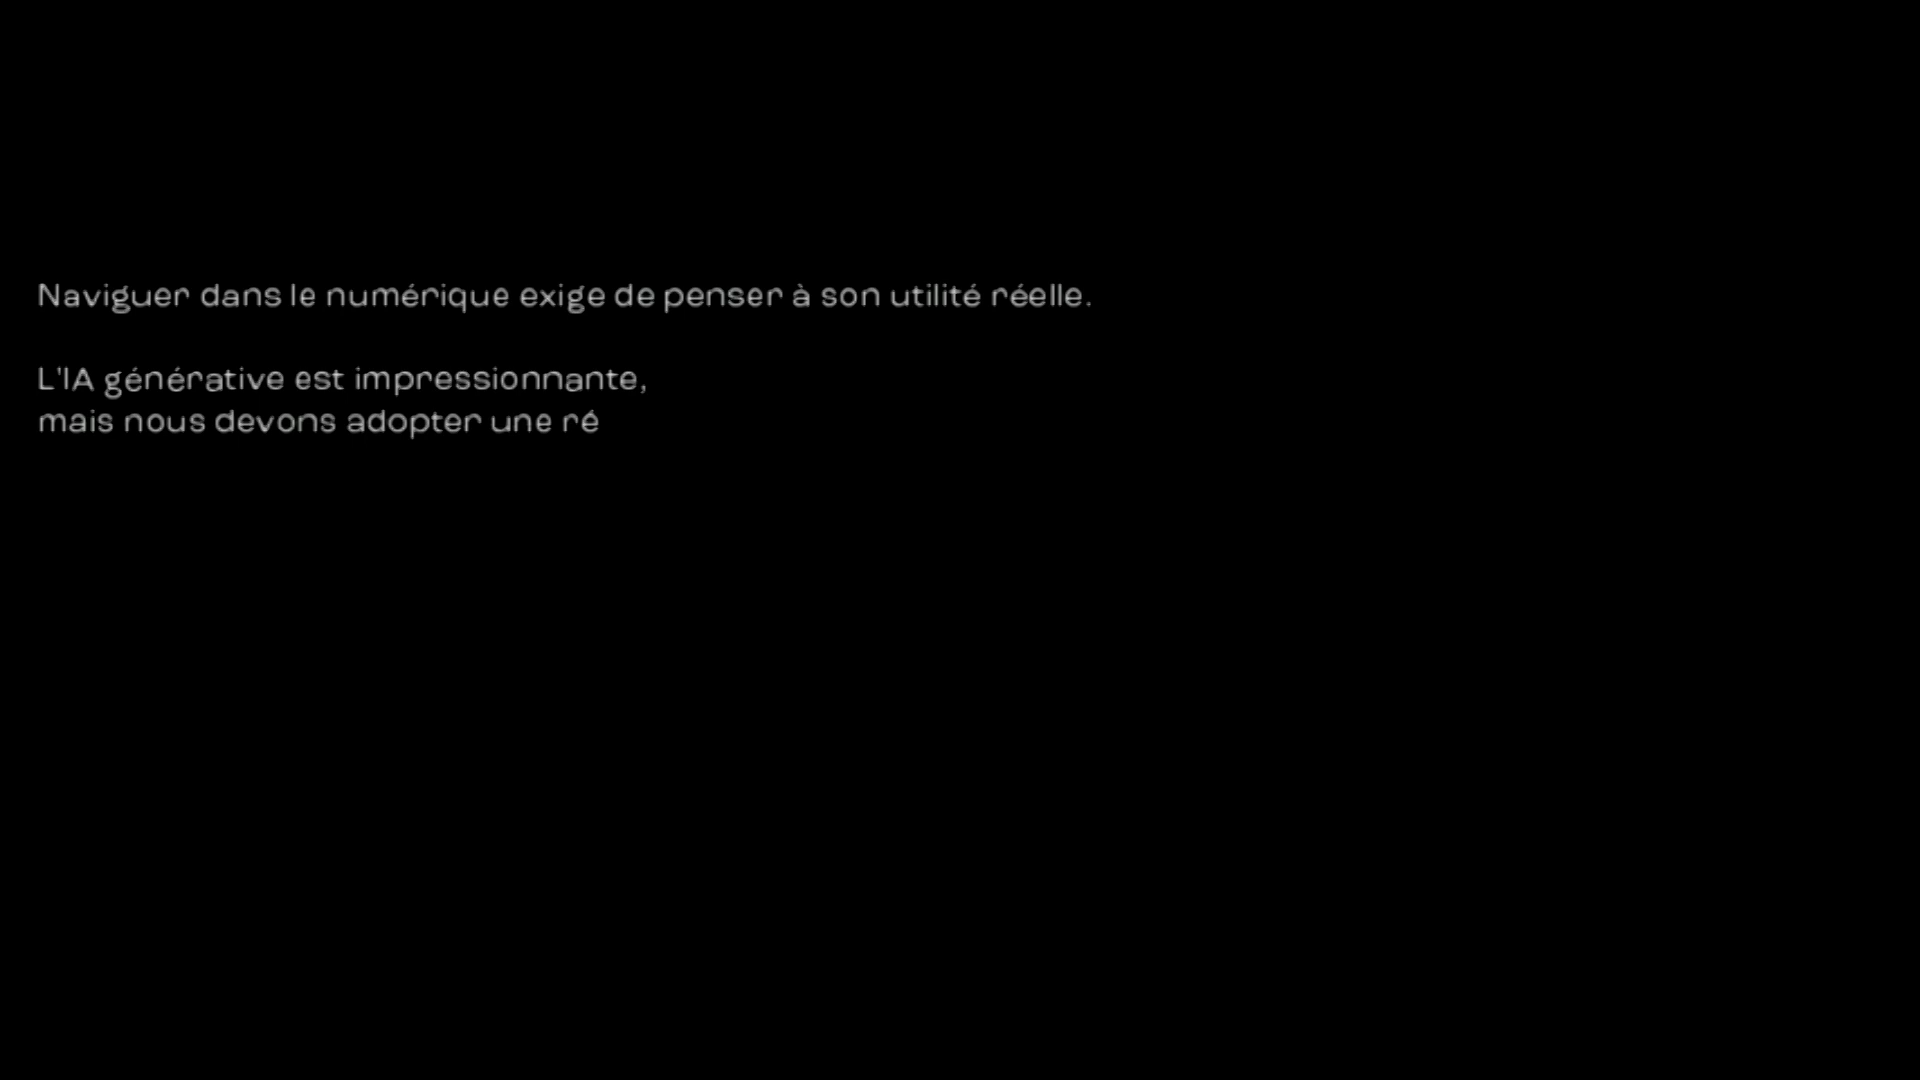 Naviguer dans le numérique exige de penser à son utilité réelle.
L'IA générative est impressionnante,
mais nous devons adopter une ré